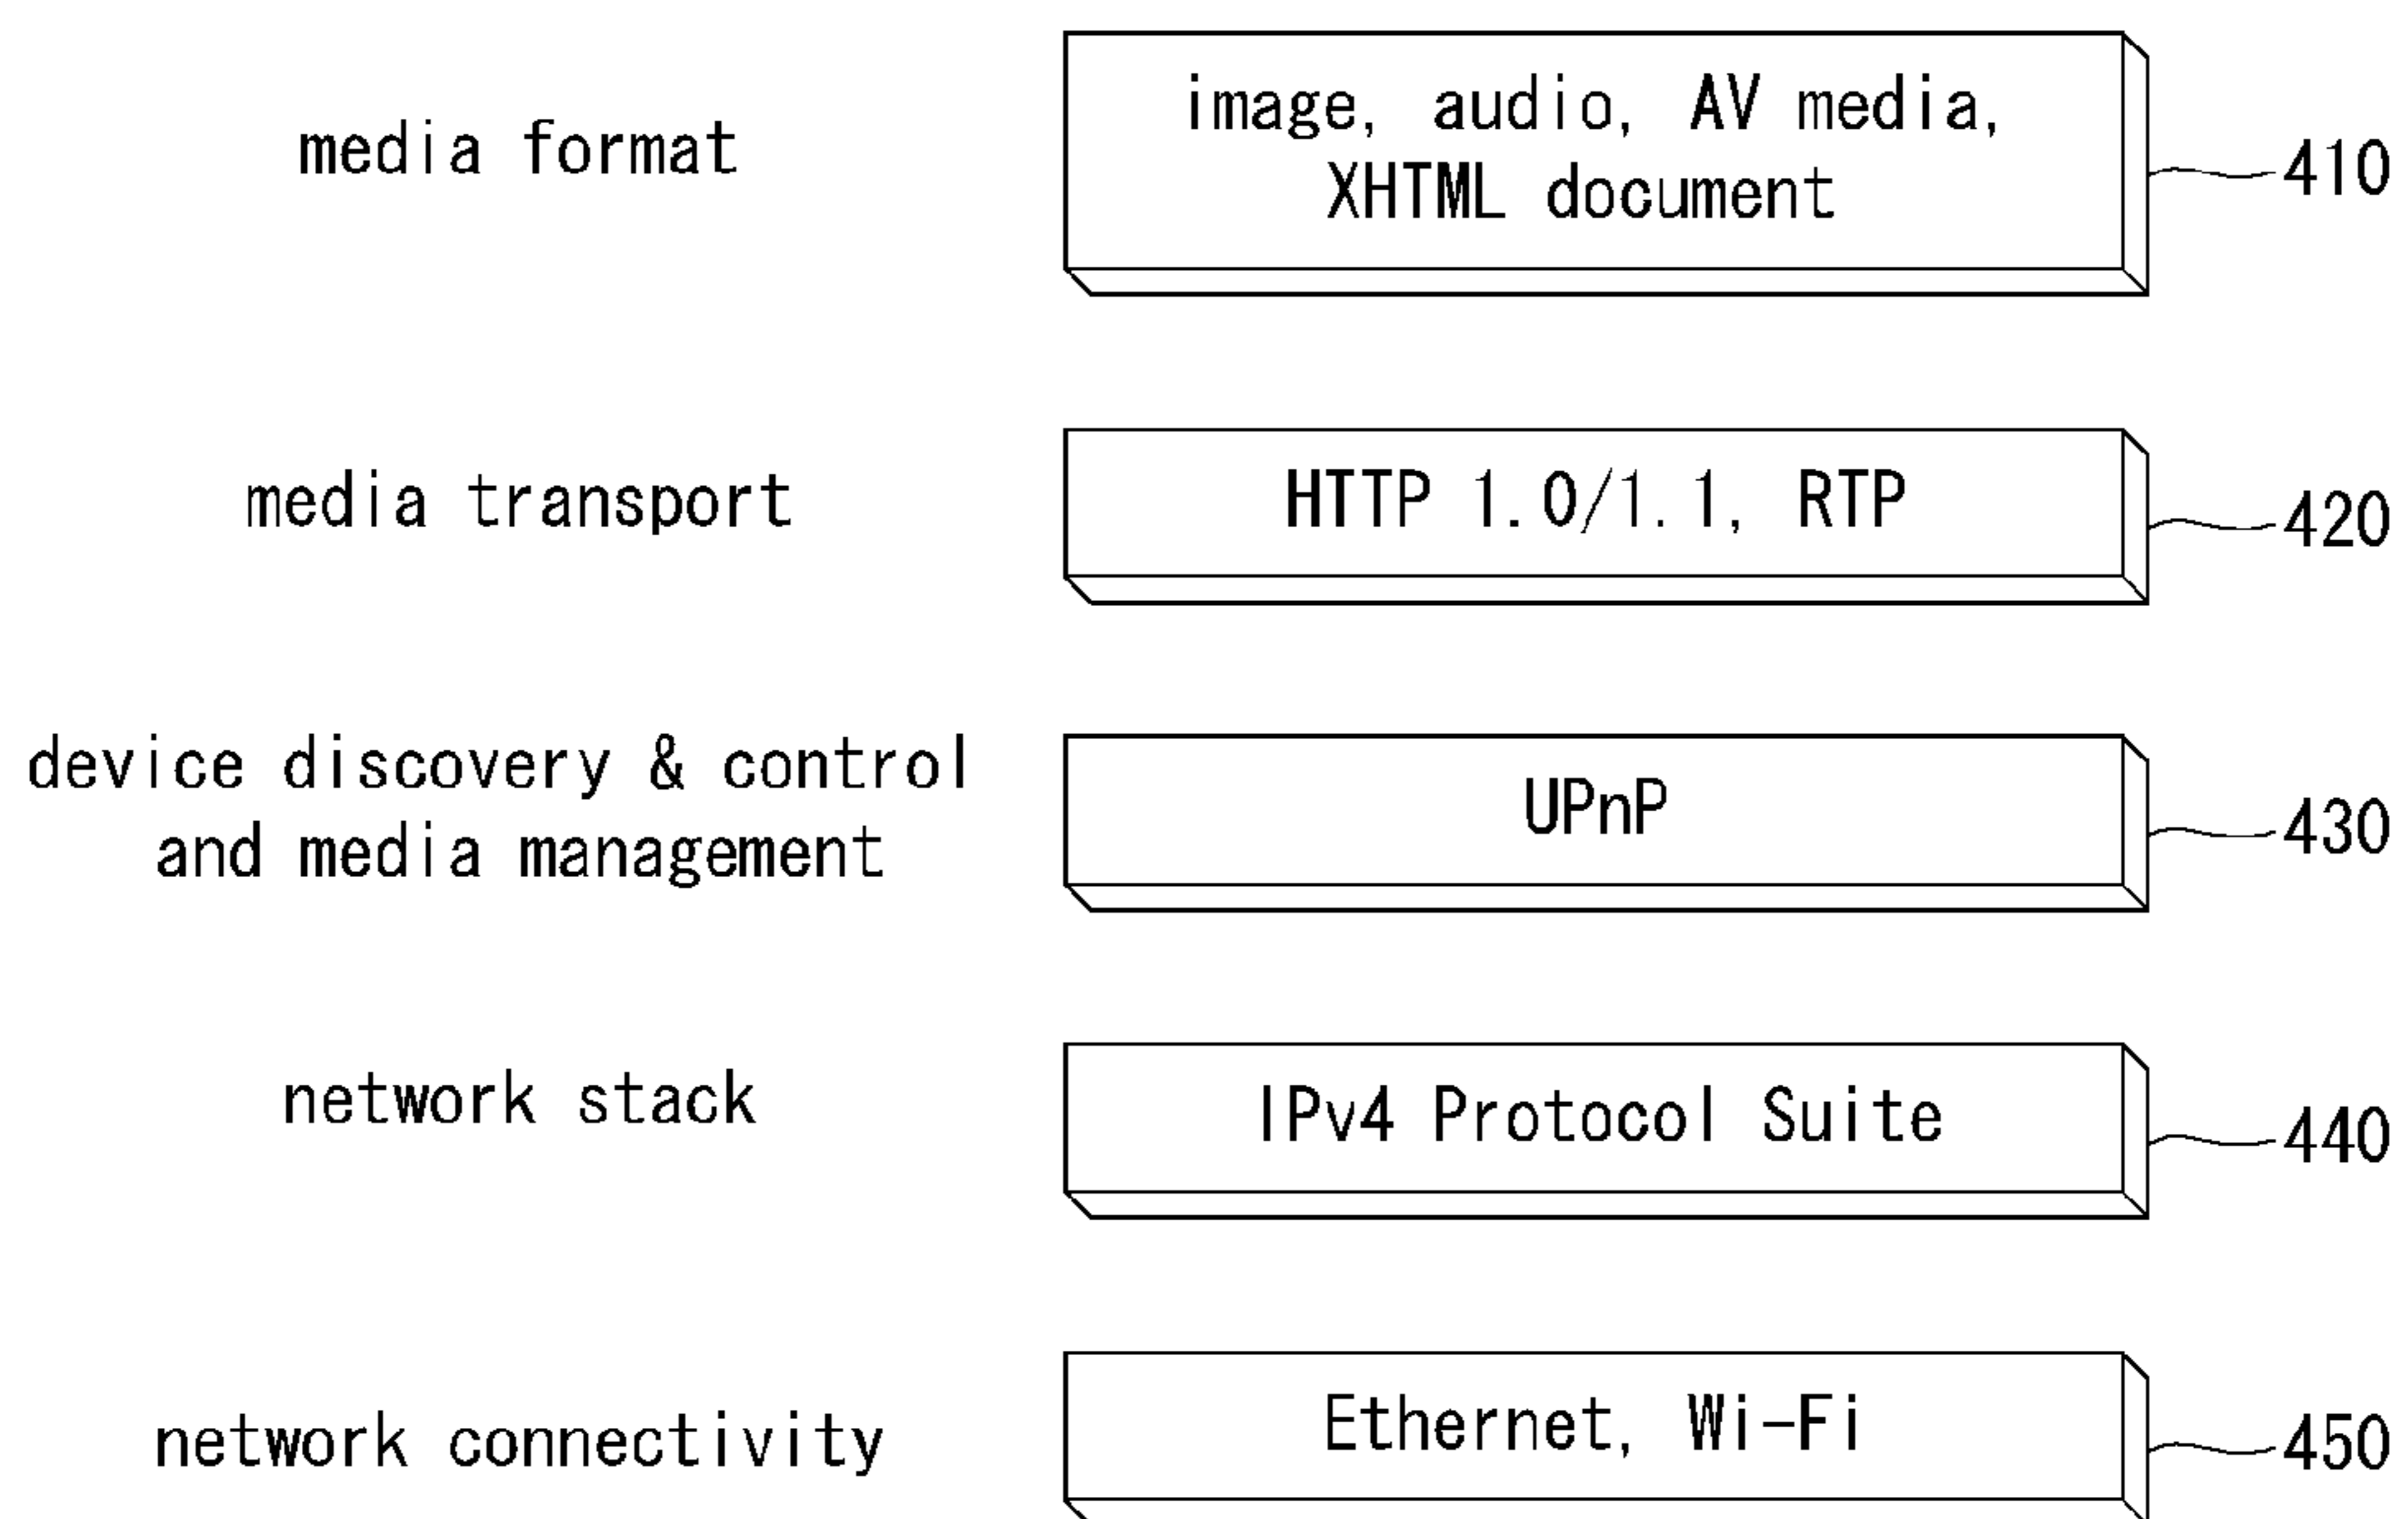 media format
image, audio, AV media,
XHTML document
410
media transport
HTTP 1.0/1.1, RTP
420
device discovery & control
and media management
UPnP
430
network stack
IPv4 Protocol Suite
440
network connectivity
Ethernet, Wi-Fi
450